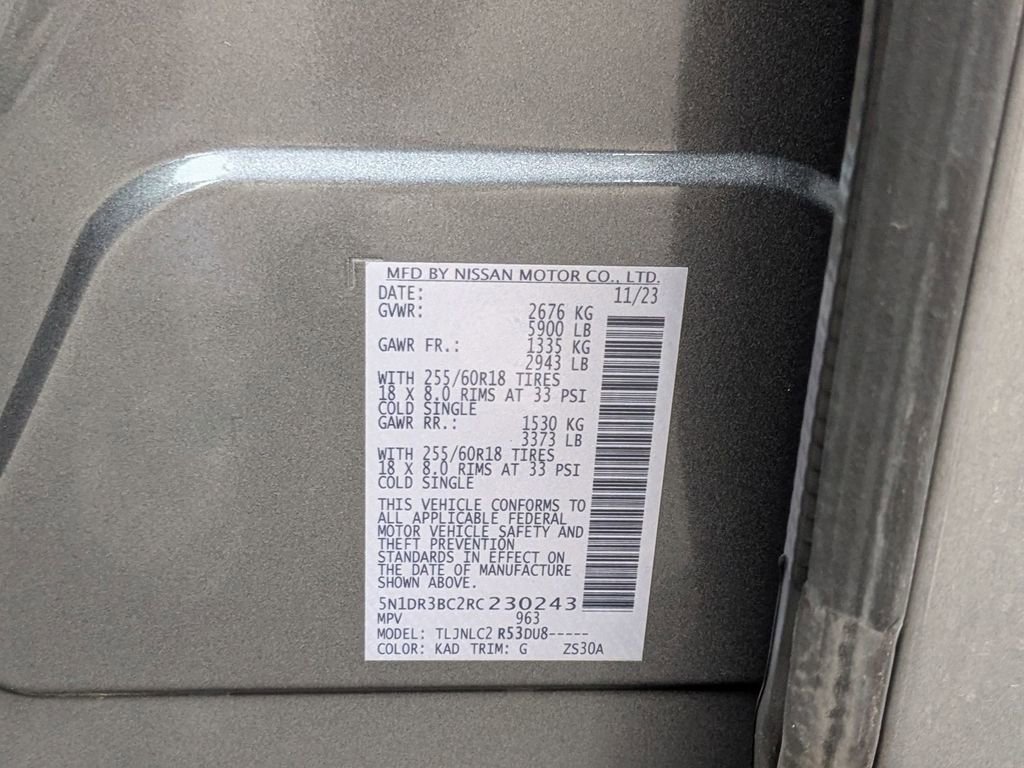 MFD BY NISSAN MOTOR CO., LTD.
DATE: 11/23
GVWR: 2676 KG
5900 LB
GAWR FR.: 1335 KG
2943 LB
WITH 255/60R18 TIRES
18 X 8.0 RIMS AT 33 PSI
COLD SINGLE
GAWR RR.: 1530 KG
3373 LB
WITH 255/60R18 TIRES
18 X 8.0 RIMS AT 33 PSI
COLD SINGLE
THIS VEHICLE CONFORMS TO
ALL APPLICABLE FEDERAL
MOTOR VEHICLE SAFETY AND
THEFT PREVENTION
STANDARDS IN EFFECT ON
THE DATE OF MANUFACTURE
SHOWN ABOVE.
5N1DR3BC2RC230243
MPV 963
MODEL: TLJNLC2 R53DU8-----
COLOR: KAD TRIM: G ZS30A